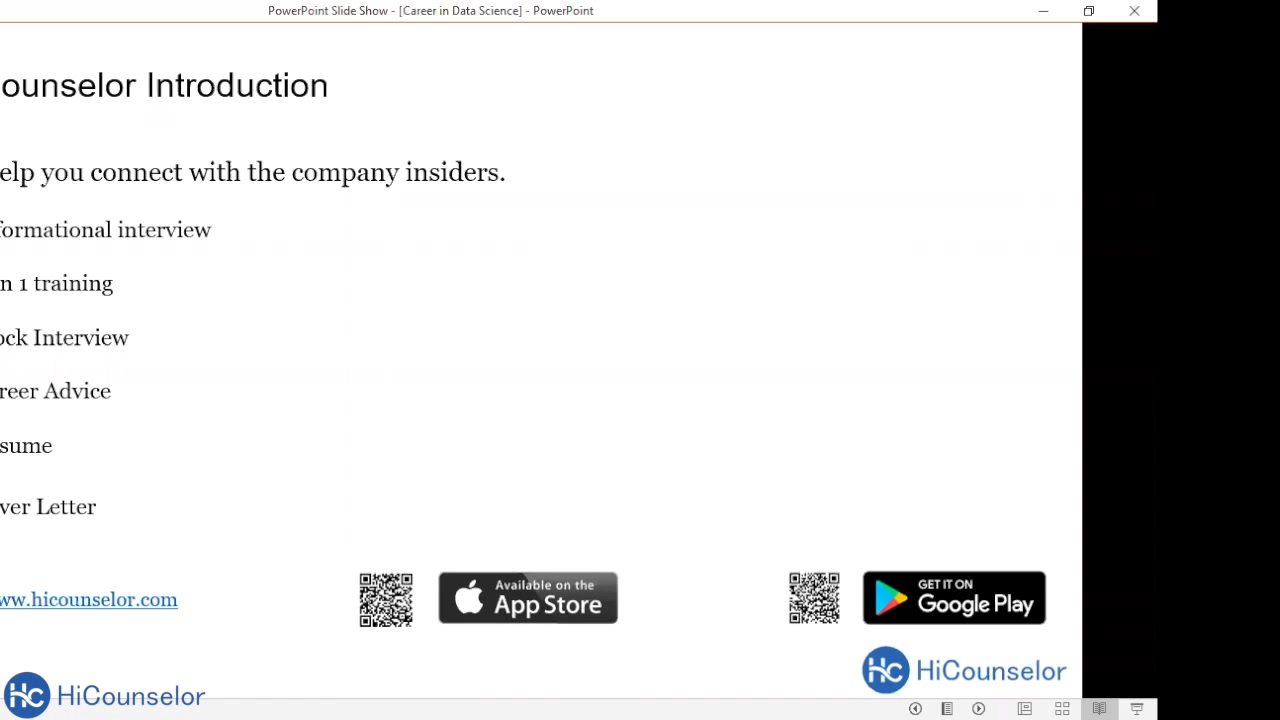 PowerPoint Slide Show - [Career in Data Science] - PowerPoint
ounselor Introduction
elp you connect with the company insiders.
formational interview
n 1 training
ock Interview
reer Advice
sume
ver Letter
ww.hicounselor.com
Available on the
App Store
GET IT ON
Google Play
HC HiCounselor
HC HiCounselor